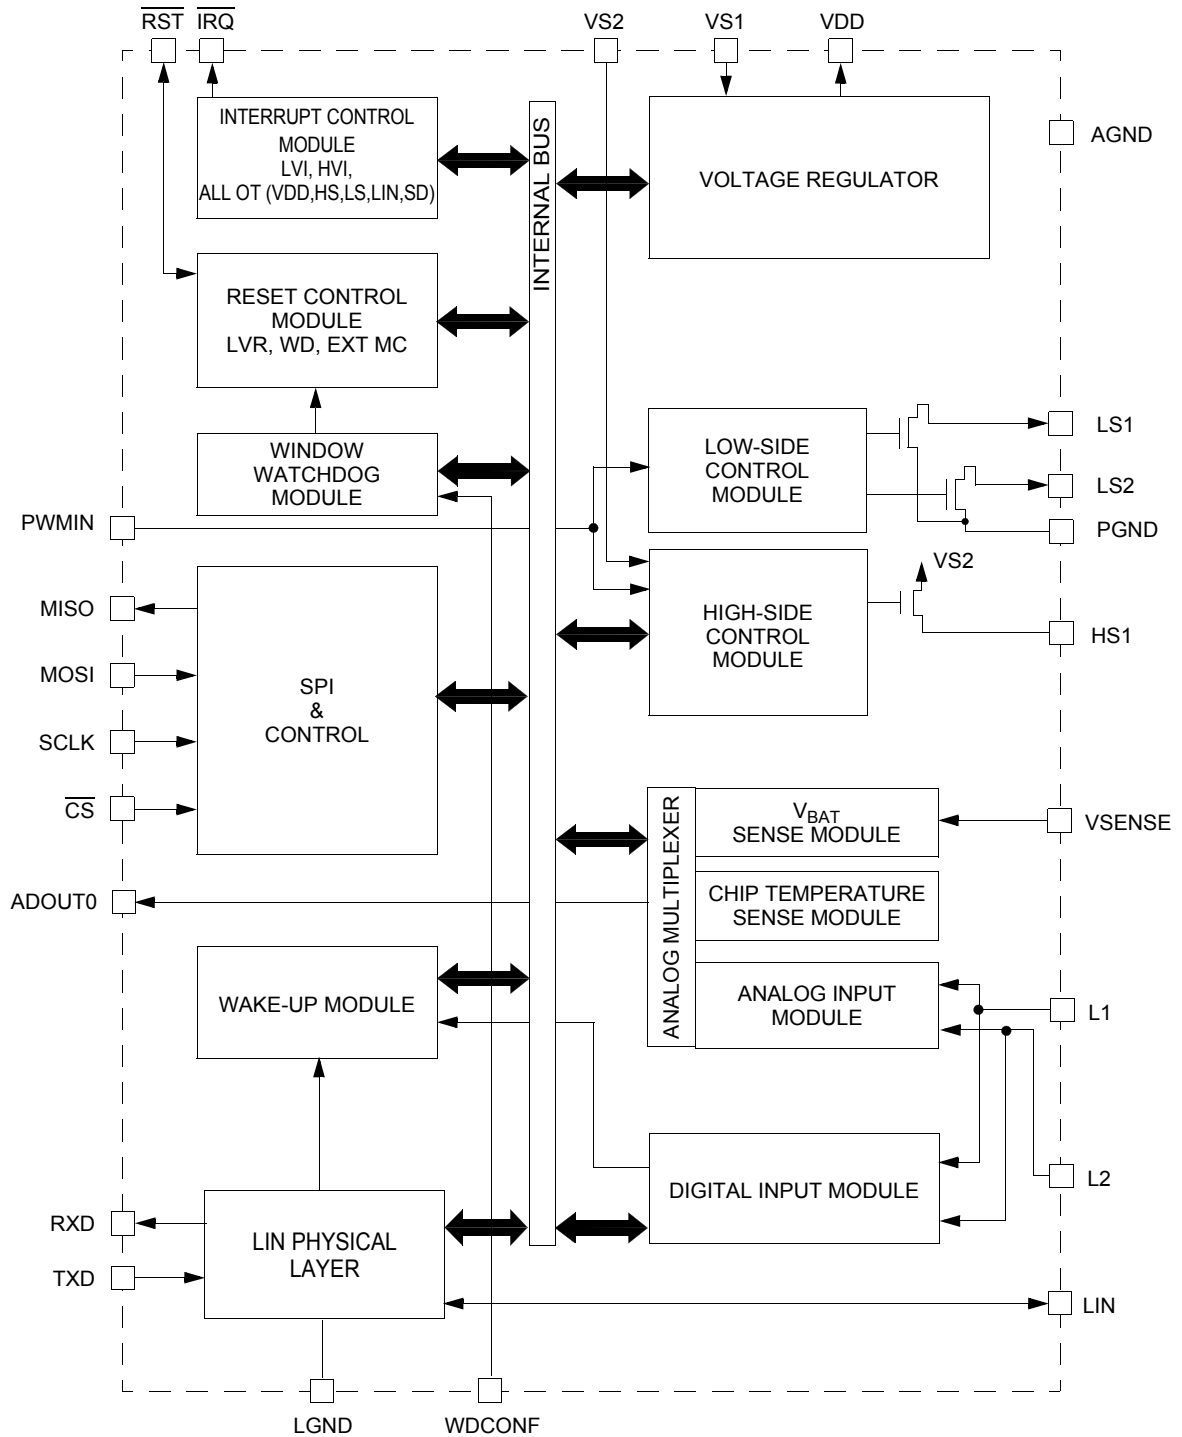 RST
IRQ
VS2
VS1
VDD
INTERRUPT CONTROL
MODULE
LVI, HVI,
ALL OT (VDD,HS,LS,LIN,SD)
INTERNAL BUS
VOLTAGE REGULATOR
AGND
RESET CONTROL
MODULE
LVR, WD, EXT MC
WINDOW
WATCHDOG
MODULE
LOW-SIDE
CONTROL
MODULE
LS1
LS2
PGND
PWMIN
VS2
HIGH-SIDE
CONTROL
MODULE
HS1
MISO
MOSI
SCLK
CS
SPI
&
CONTROL
ANALOG MULTIPLEXER
VBAT
SENSE MODULE
VSENSE
CHIP TEMPERATURE
SENSE MODULE
ADOUT0
WAKE-UP MODULE
ANALOG INPUT
MODULE
L1
DIGITAL INPUT MODULE
L2
RXD
TXD
LIN PHYSICAL
LAYER
LIN
LGND
WDCONF